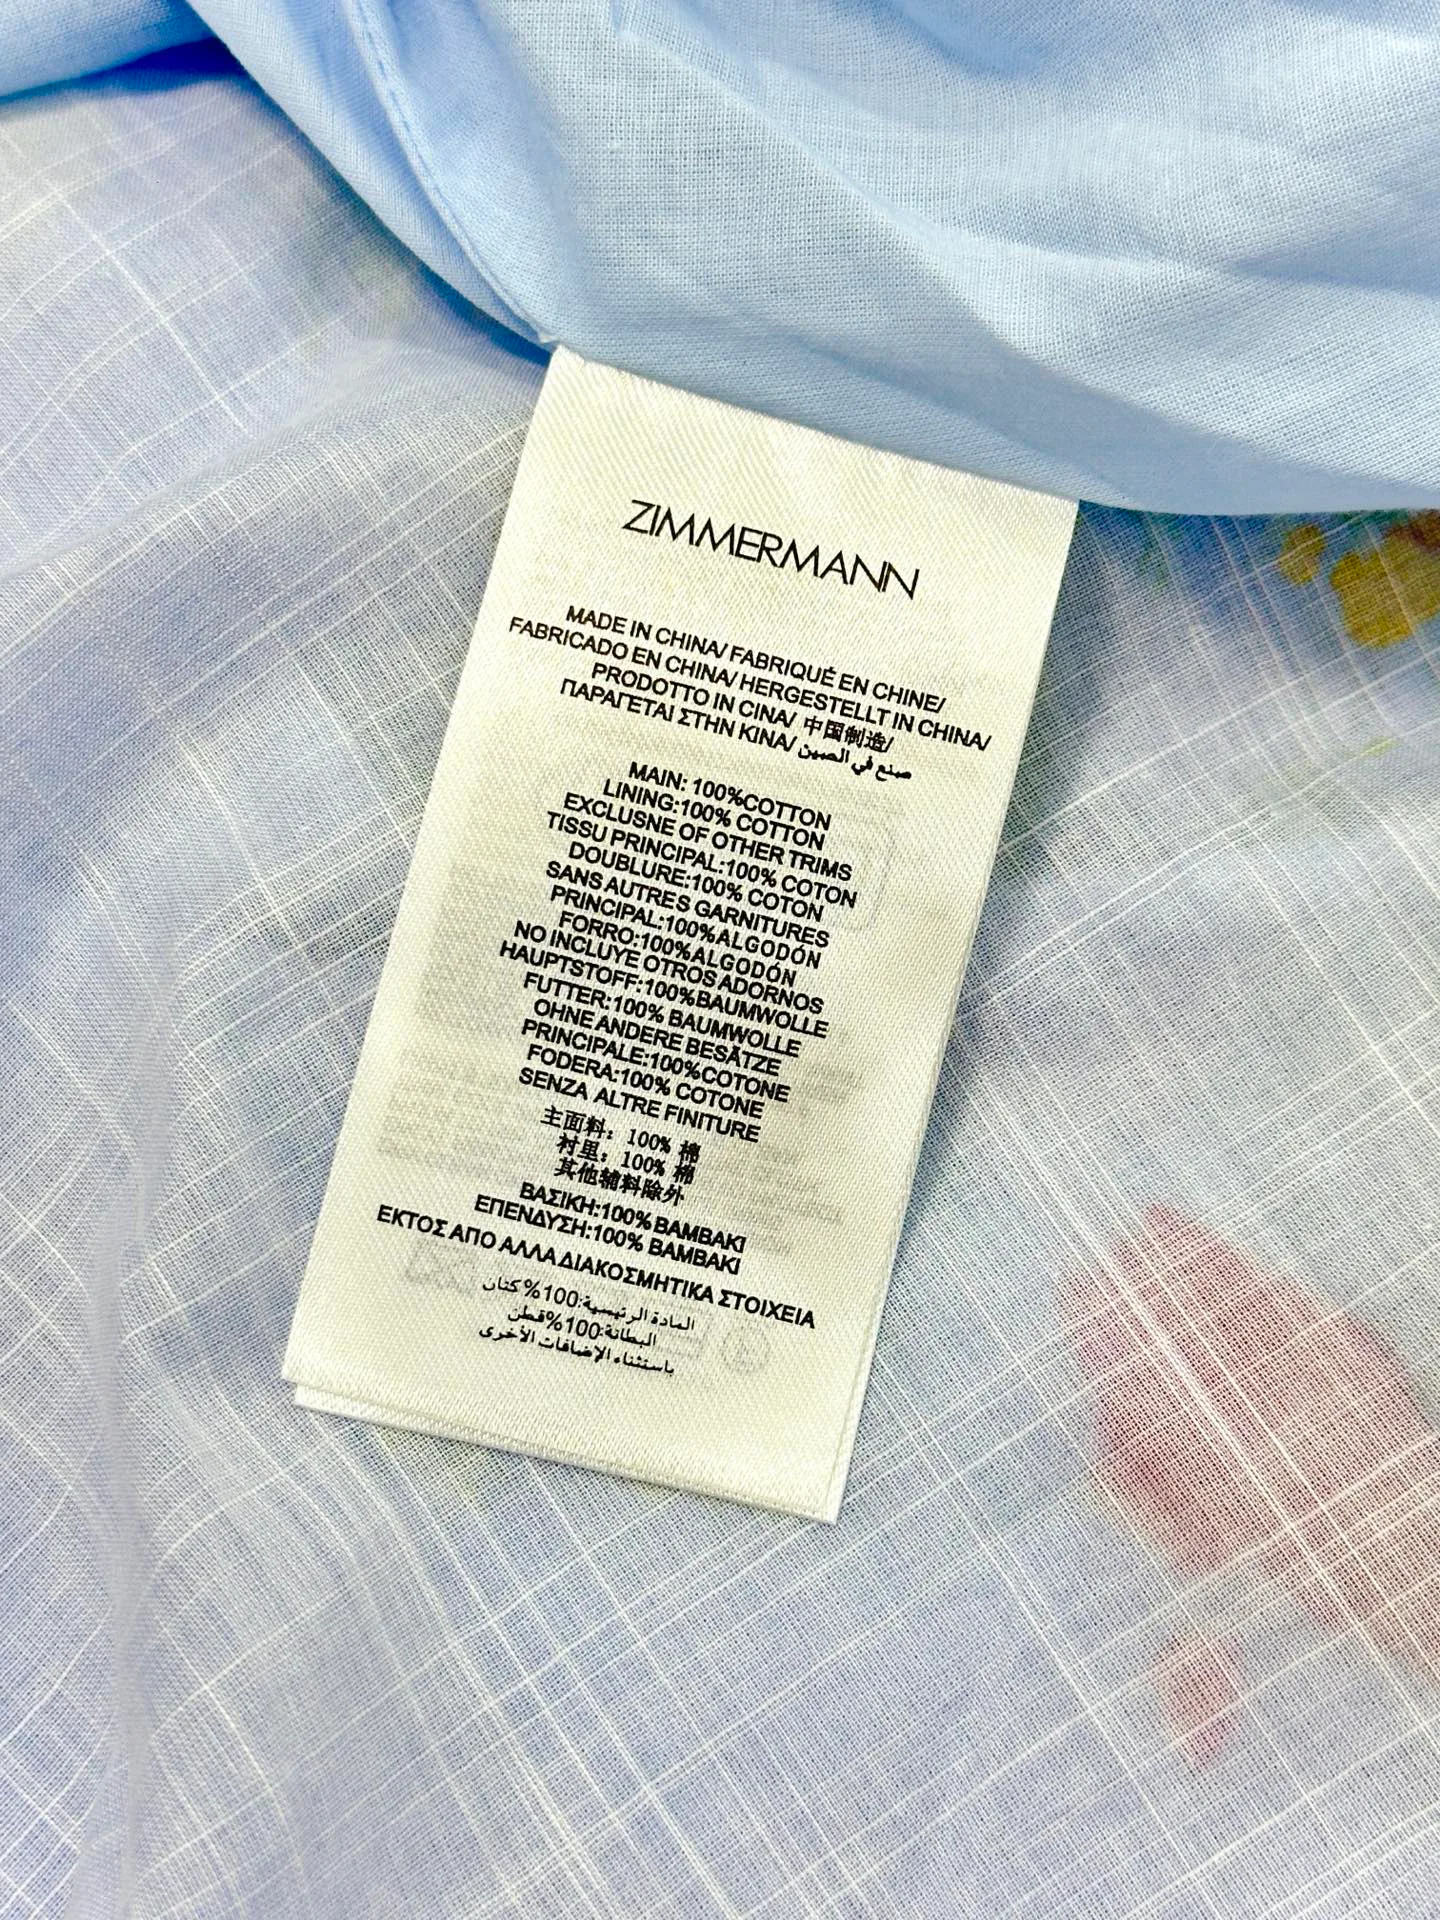 ZIMMERMANN
MADE IN CHINA/ FABRIQUÉ EN CHINE/
FABRICADO EN CHINA/ HERGESTELLT IN CHINA/
PRODOTTO IN CINA/ 中国制造/
ΠΑΡΑΓΕΤΑΙ ΣΤΗΝ ΚΙΝΑ/ صنع في الصين
MAIN: 100%COTTON
LINING:100% COTTON
EXCLUSNE OF OTHER TRIMS
TISSU PRINCIPAL:100% COTON
DOUBLURE:100% COTON
SANS AUTRES GARNITURES
PRINCIPAL:100%ALGODÓN
FORRO:100%ALGODÓN
NO INCLUYE OTROS ADORNOS
HAUPTSTOFF:100%BAUMWOLLE
FUTTER:100% BAUMWOLLE
OHNE ANDERE BESÄTZE
PRINCIPALE:100%COTONE
FODERA:100% COTONE
SENZA ALTRE FINITURE
主面料：100% 棉
衬里：100% 棉
其他辅料除外
ΒΑΣΙΚΗ:100% ΒΑΜΒΑΚΙ
ΕΠΕΝΔΥΣΗ:100% ΒΑΜΒΑΚΙ
ΕΚΤΟΣ ΑΠΟ ΑΛΛΑ ΔΙΑΚΟΣΜΗΤΙΚΑ ΣΤΟΙΧΕΙΑ
المادة الرئيسية:100% كتان
البطانة:100%قطن
باستثناء الإضافات الأخرى